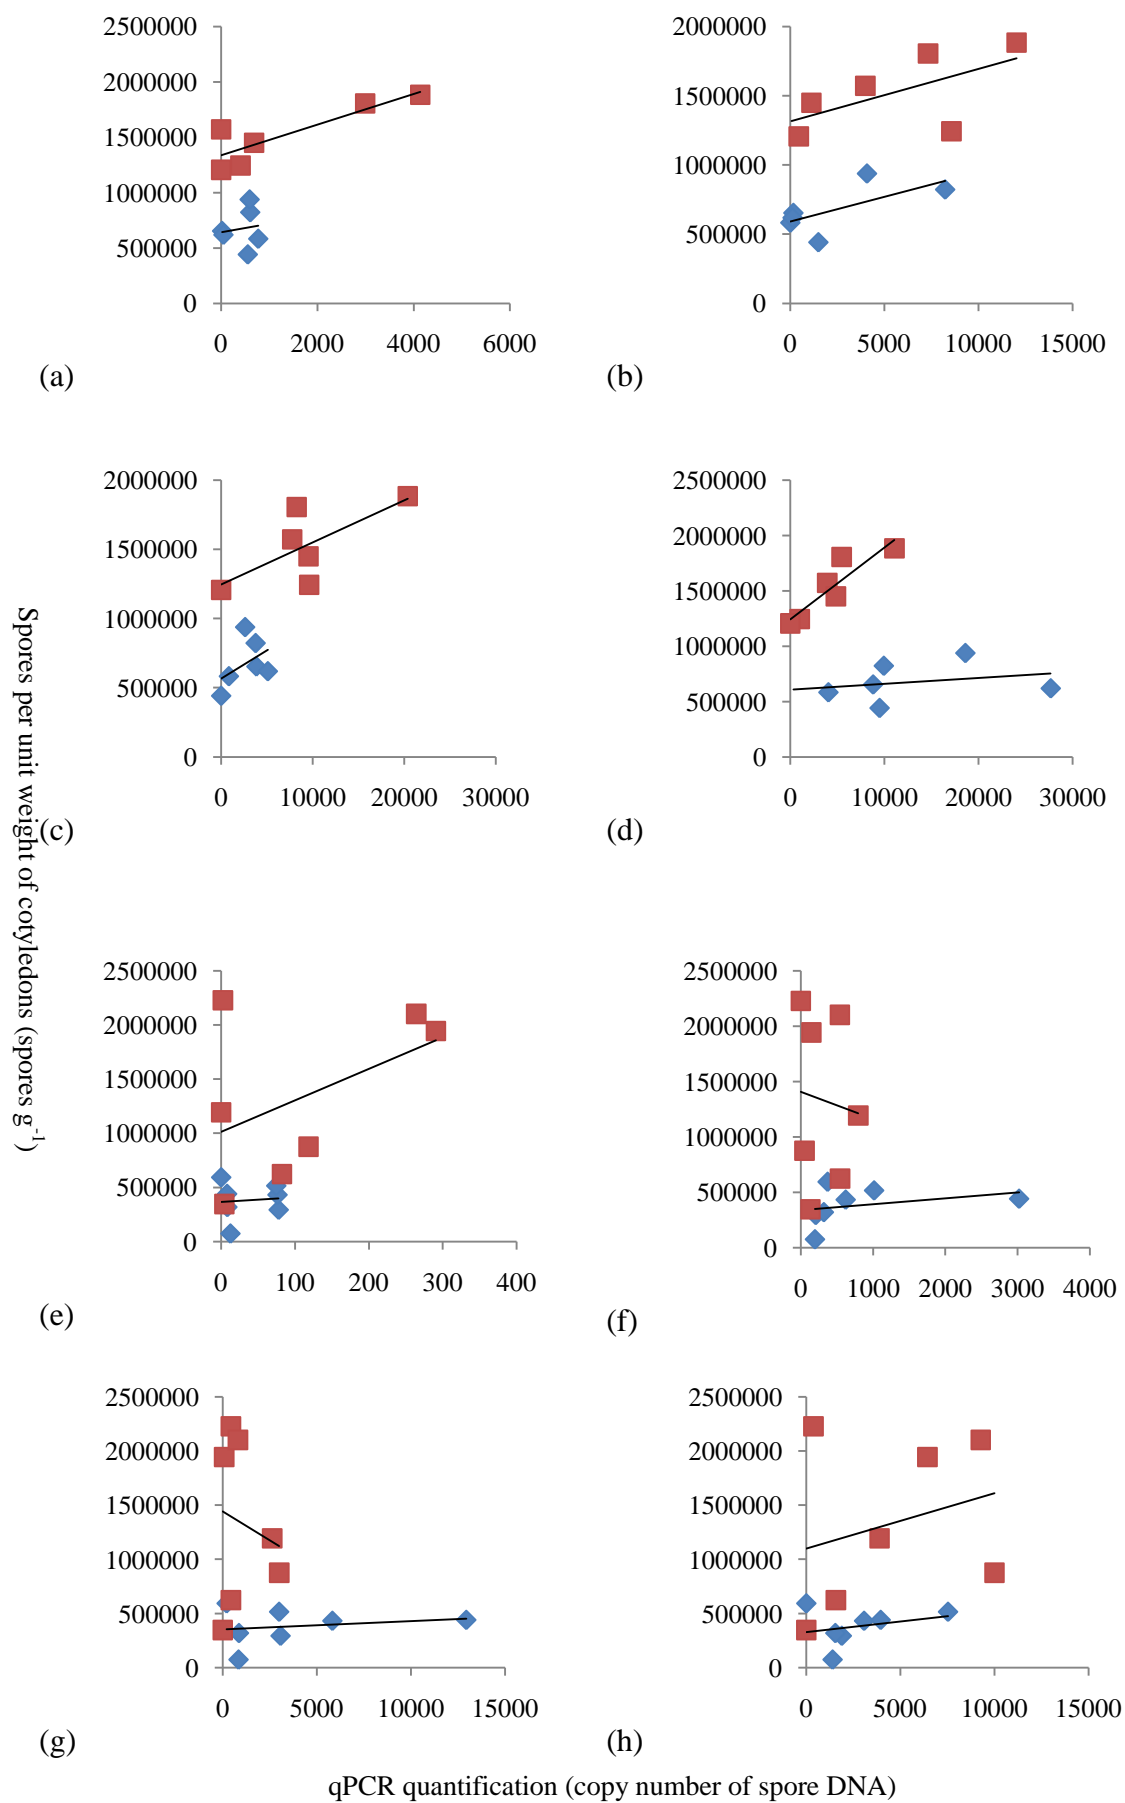 2500000
2000000
1500000
1000000
500000
0
0 2000 4000 6000
(a)
2000000
1500000
1000000
500000
0
0 5000 10000 15000
(b)
2000000
1500000
1000000
500000
0
0 10000 20000 30000
(c)
2500000
2000000
1500000
1000000
500000
0
0 10000 20000 30000
(d)
Spores per unit weight of cotyledons (spores g⁻¹)
2500000
2000000
1500000
1000000
500000
0
0 100 200 300 400
(e)
2500000
2000000
1500000
1000000
500000
0
0 1000 2000 3000 4000
(f)
2500000
2000000
1500000
1000000
500000
0
0 5000 10000 15000
(g)
2500000
2000000
1500000
1000000
500000
0
0 5000 10000 15000
(h)
qPCR quantification (copy number of spore DNA)